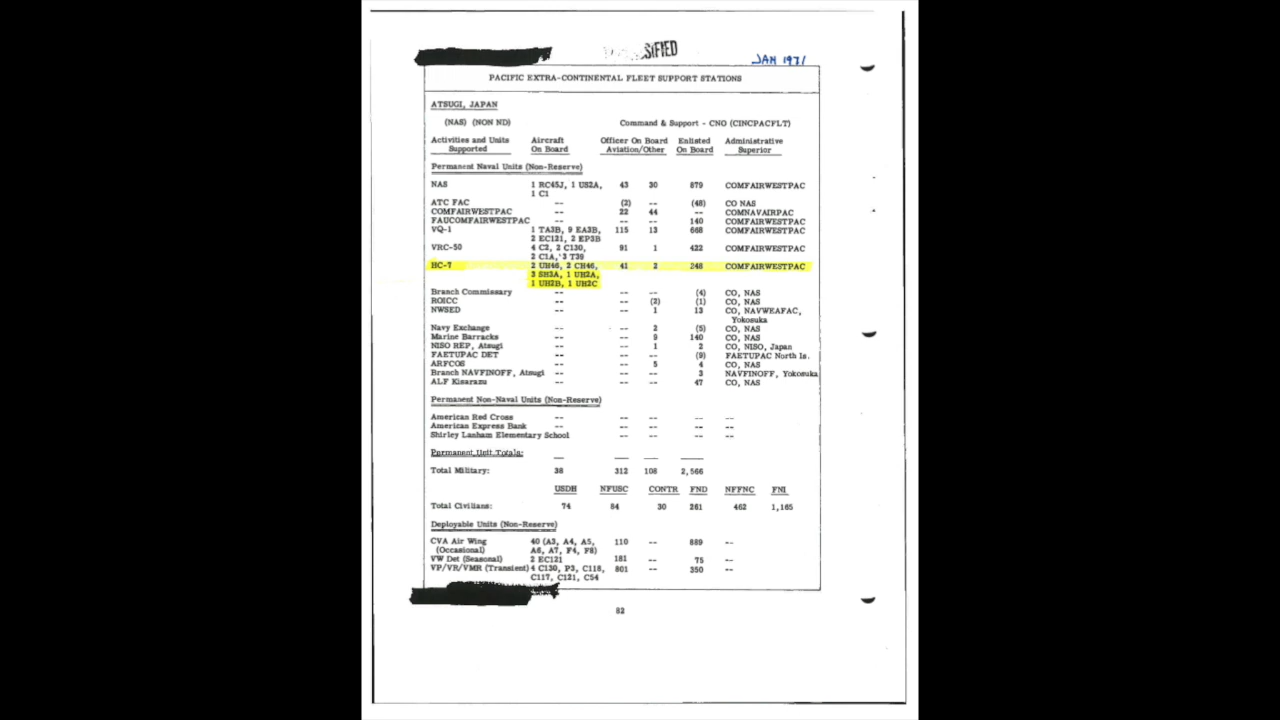 SIFIED
JAN 1971
PACIFIC EXTRA-CONTINENTAL FLEET SUPPORT STATIONS
ATSUGI, JAPAN
(NAS) (NON ND) Command & Support - CNO (CINCPACFLT)
Activities and Units Aircraft Officer On Board Enlisted Administrative
Supported On Board Aviation/Other On Board Superior
Permanent Naval Units (Non-Reserve)
NAS 1 RC45J, 1 US2A, 43 30 879 COMFAIRWESTPAC
1 C1
ATC FAC -- (2) -- (48) CO NAS
COMFAIRWESTPAC -- 22 44 -- COMNAVAIRPAC
FAUCOMFAIRWESTPAC -- -- -- 140 COMFAIRWESTPAC
VQ-1 1 TA3B, 9 EA3B, 115 13 668 COMFAIRWESTPAC
2 EC121, 2 EP3B
VRC-50 4 C2, 2 C130, 91 1 422 COMFAIRWESTPAC
2 C1A, 3 T39
HC-7 2 UH46, 2 CH46, 41 2 248 COMFAIRWESTPAC
3 SH3A, 1 UH2A,
1 UH2B, 1 UH2C
Branch Commissary -- -- -- (4) CO, NAS
ROICC -- (2) (1) CO, NAS
NWSED -- 1 13 CO, NAVWEAFAC,
Yokosuka
Navy Exchange -- 2 (5) CO, NAS
Marine Barracks -- 9 140 CO, NAS
NISO REP, Atsugi -- 1 2 CO, NISO, Japan
FAETUPAC DET -- -- (9) FAETUPAC North Is.
ARFCOS -- 5 4 CO, NAS
Branch NAVFINOFF, Atsugi -- 3 NAVFINOFF, Yokosuka
ALF Kisarazu -- 47 CO, NAS
Permanent Non-Naval Units (Non-Reserve)
American Red Cross -- -- -- -- --
American Express Bank -- -- -- -- --
Shirley Lanham Elementary School -- -- -- --
Permanent Unit Totals:
Total Military: 38 312 108 2,566
USDH NFUSC CONTR FND NFFNC FNI
Total Civilians: 74 84 30 261 462 1,165
Deployable Units (Non-Reserve)
CVA Air Wing 40 (A3, A4, A5, 110 -- 889 --
(Occasional) A6, A7, F4, F8)
VW Det (Seasonal) 2 EC121 181 -- 75 --
VP/VR/VMR (Transient) 4 C130, P3, C118, 801 -- 350 --
C117, C121, C54
82